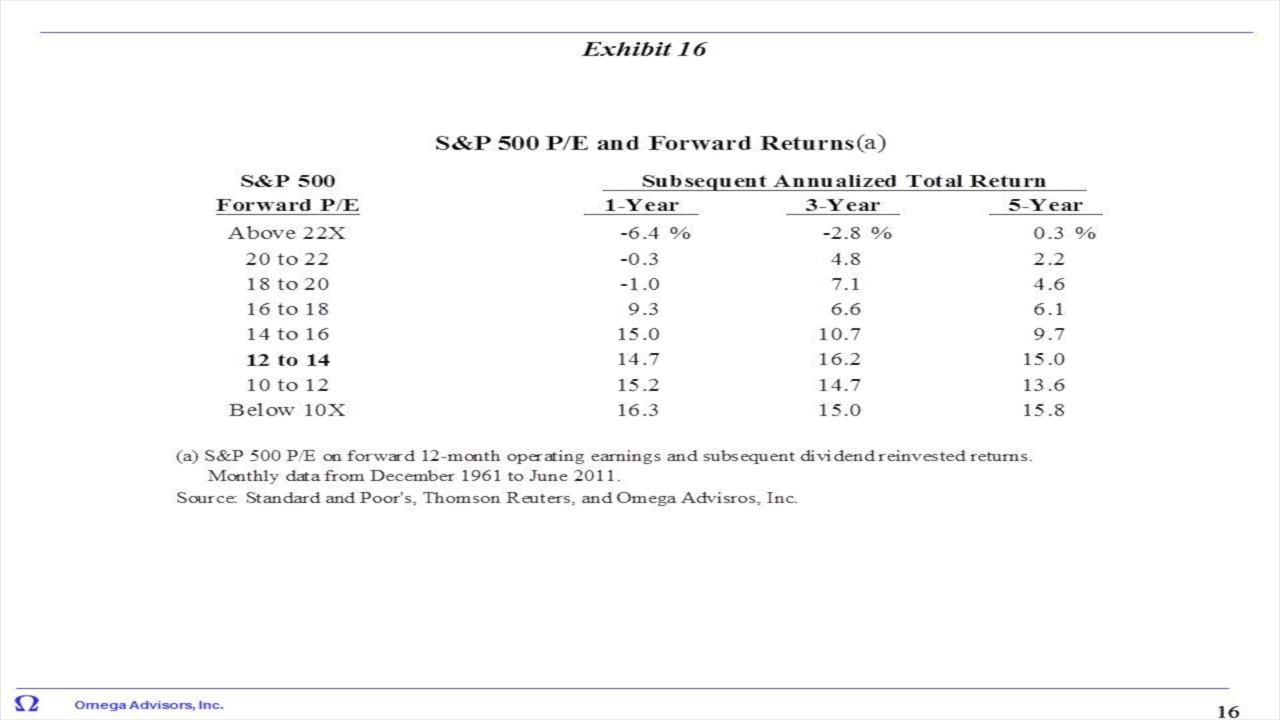 Exhibit 16
S&P 500 P/E and Forward Returns(a)
S&P 500 Subsequent Annualized Total Return
Forward P/E 1-Year 3-Year 5-Year
Above 22X -6.4 % -2.8 % 0.3 %
20 to 22 -0.3 4.8 2.2
18 to 20 -1.0 7.1 4.6
16 to 18 9.3 6.6 6.1
14 to 16 15.0 10.7 9.7
12 to 14 14.7 16.2 15.0
10 to 12 15.2 14.7 13.6
Below 10X 16.3 15.0 15.8
(a) S&P 500 P/E on forward 12-month operating earnings and subsequent dividend reinvested returns.
Monthly data from December 1961 to June 2011.
Source: Standard and Poor's, Thomson Reuters, and Omega Advisros, Inc.
Ω Omega Advisors, Inc.
16